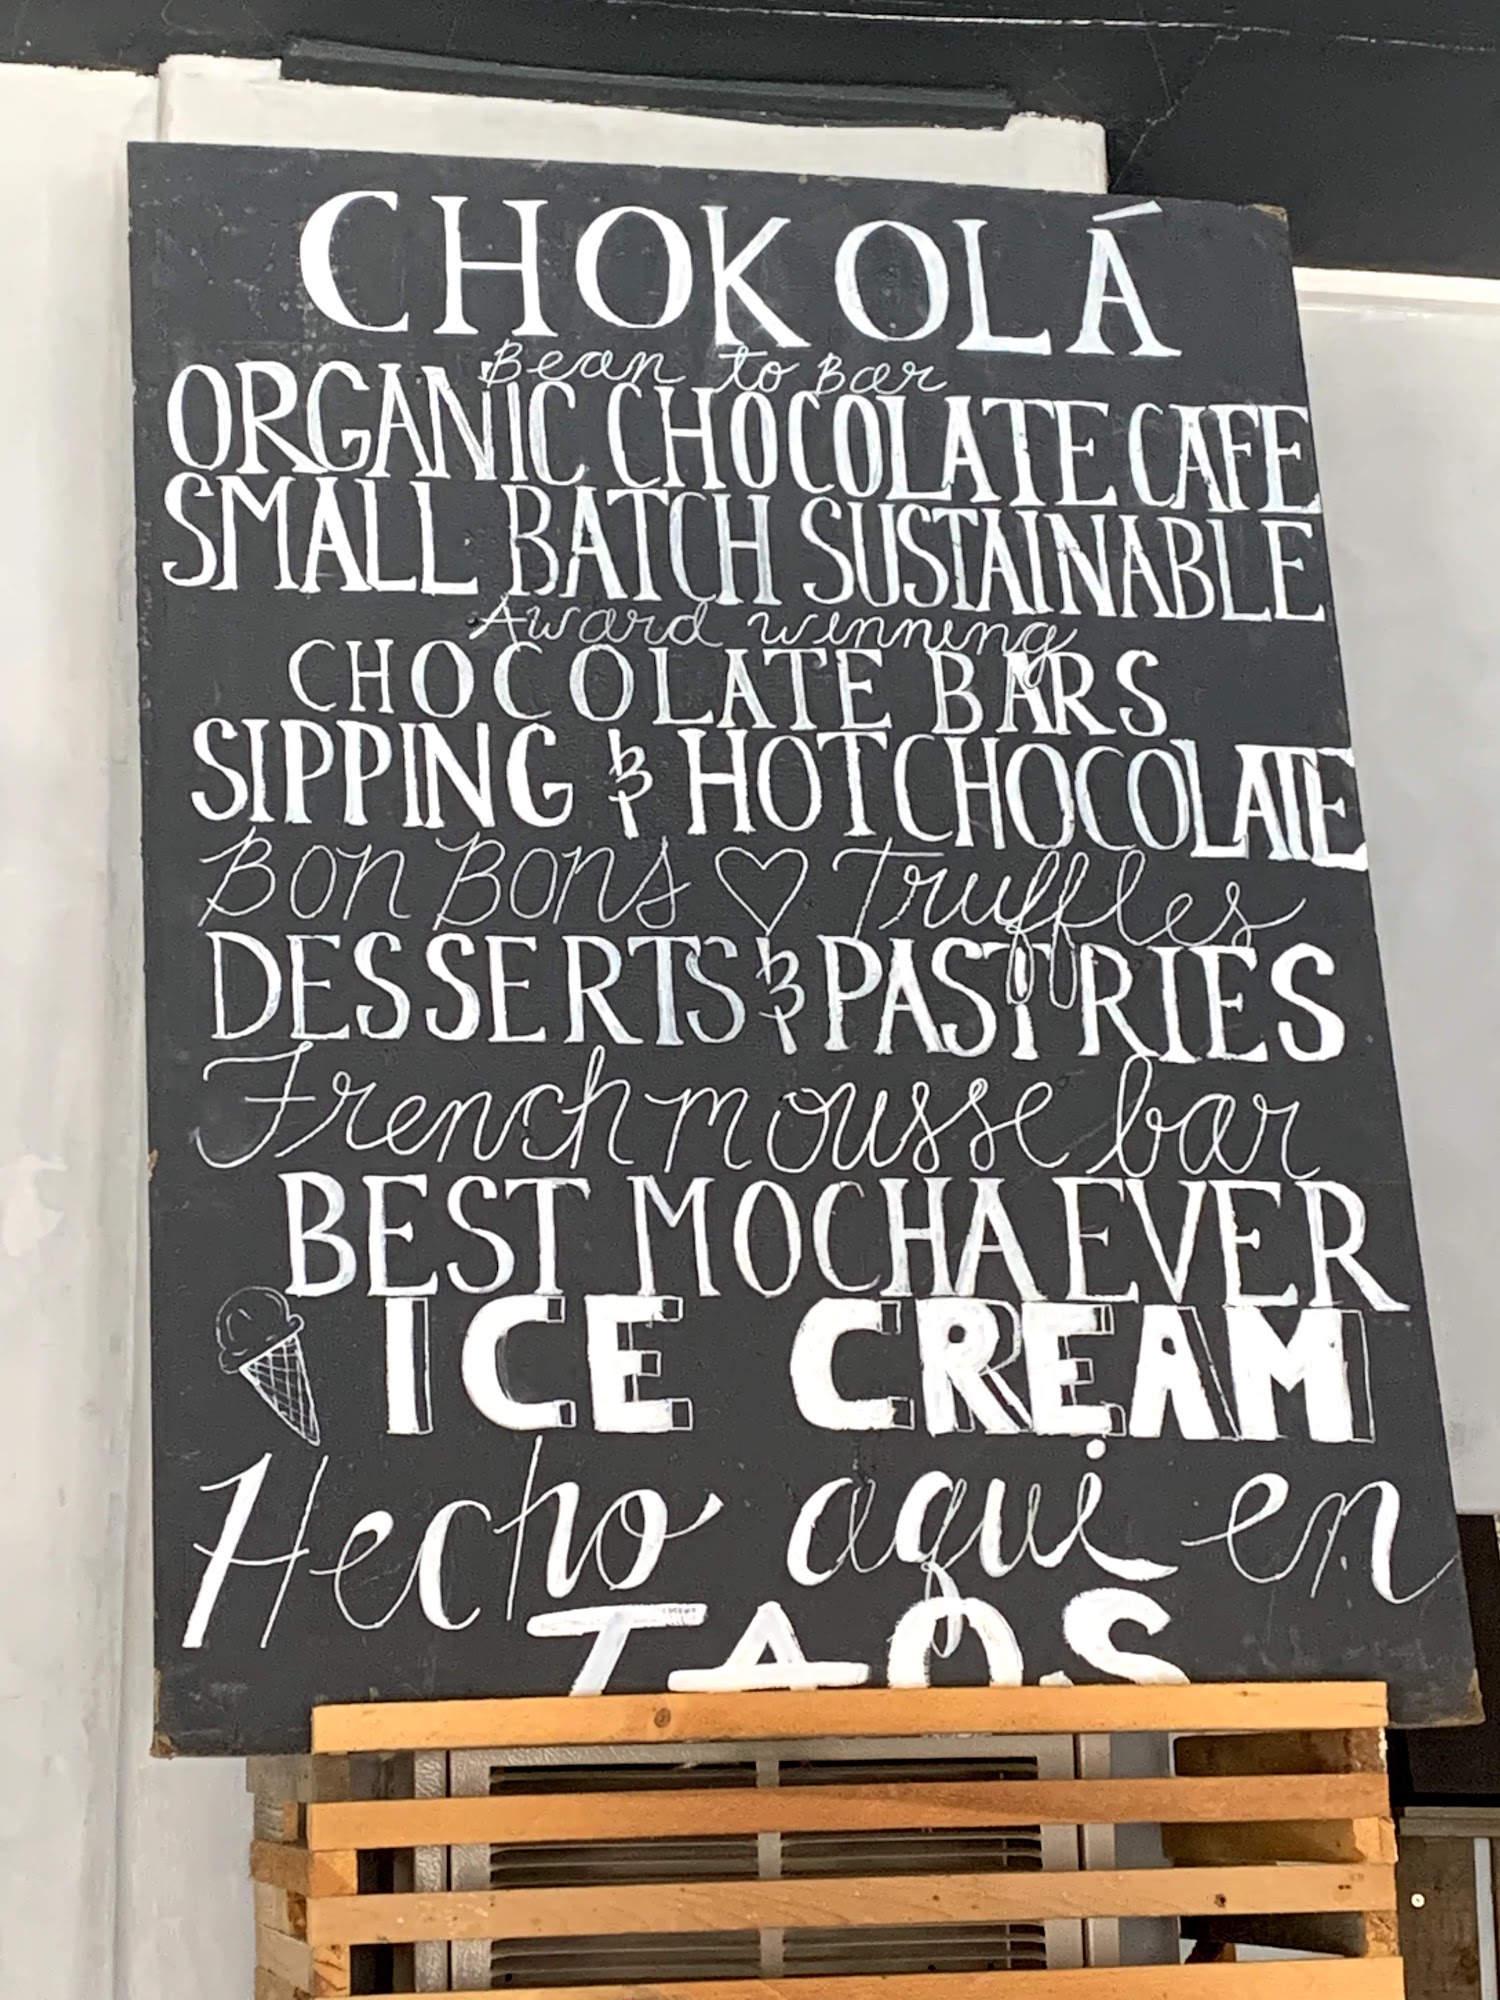 CHOKOLÁ
Bean to Bar
ORGANIC CHOCOLATE CAFE
SMALL BATCH SUSTAINABLE
Award winning
CHOCOLATE BARS
SIPPING & HOT CHOCOLATE
Bon Bons ♡ Truffles
DESSERTS & PASTRIES
French mousse bar
BEST MOCHA EVER
ICE CREAM
Hecho aqui en
TAOS